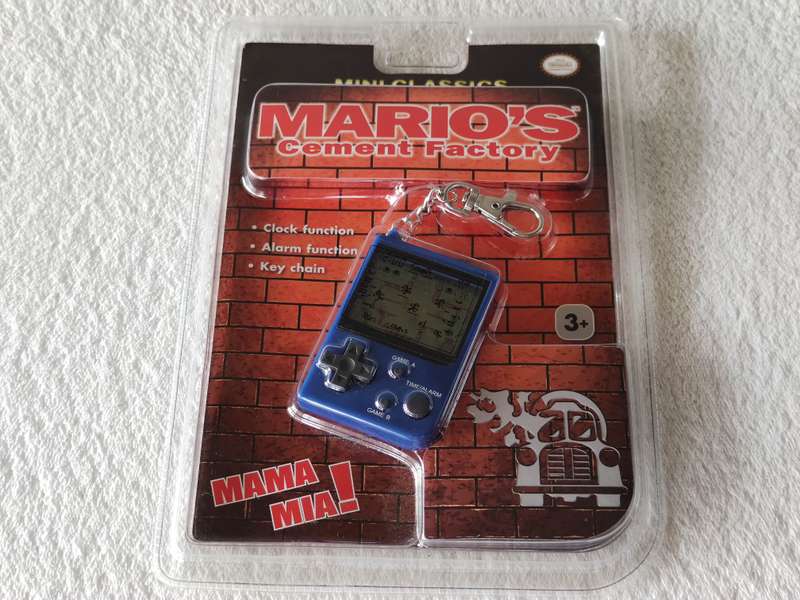 MINI CLASSICS
MARIO'S
Cement Factory
• Clock function
• Alarm function
• Key chain
3+
GAME A
TIME/ALARM
GAME B
MAMA
MIA!